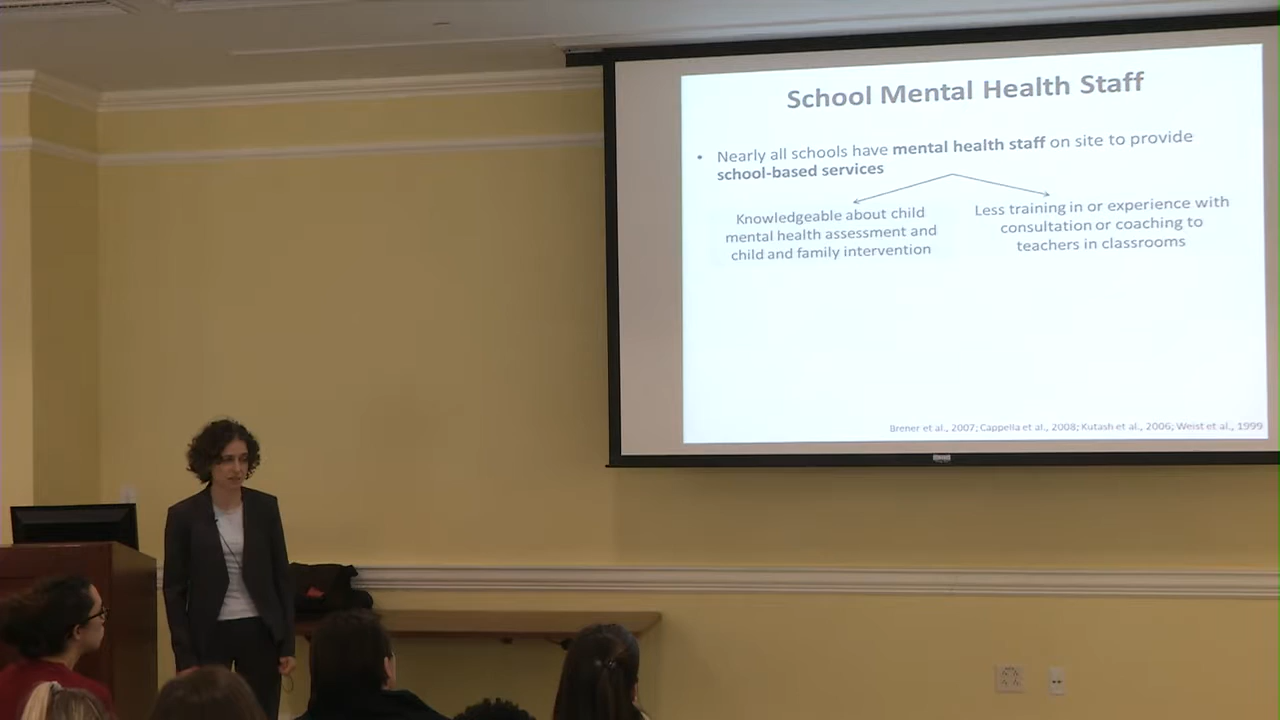 School Mental Health Staff
• Nearly all schools have mental health staff on site to provide
school-based services
Knowledgeable about child
mental health assessment and
child and family intervention
Less training in or experience with
consultation or coaching to
teachers in classrooms
Brener et al., 2007; Cappella et al., 2008; Kutash et al., 2006; Weist et al., 1999